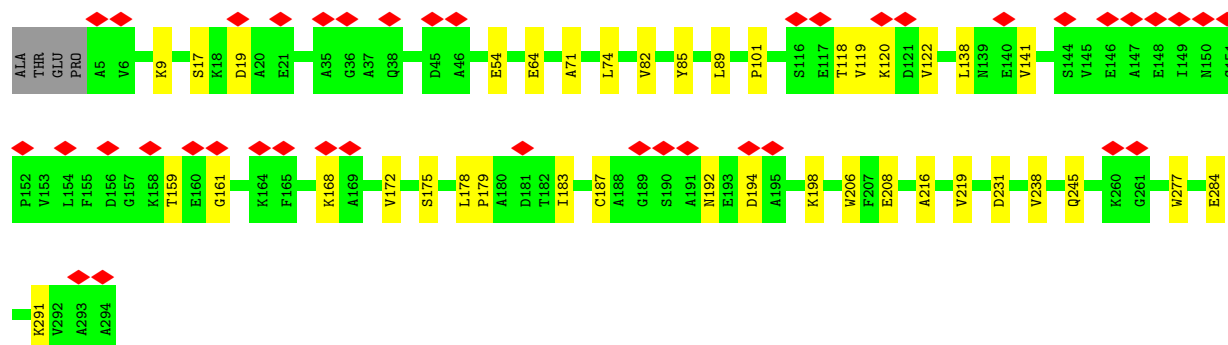 ALA THR GLU PRO A5 V6 K9 S17 K18 D19 A20 E21 A35 G36 A37 Q38 D45 A46 E54 E64 A71 L74 V82 Y85 L89 P101 S116 E117 T118 V119 K120 D121 V122 L138 N139 E140 V141 S144 V145 E146 A147 E148 I149 N150
P152 V153 L154 F155 D156 G157 K158 T159 E160 G161 K164 F165 K168 A169 V172 S175 L178 P179 A180 D181 T182 I183 C187 A188 G189 S190 A191 N192 E193 D194 A195 K198 W206 F207 E208 A216 V219 D231 V238 Q245 K260 G261 W277 E284
K291 V292 A293 A294